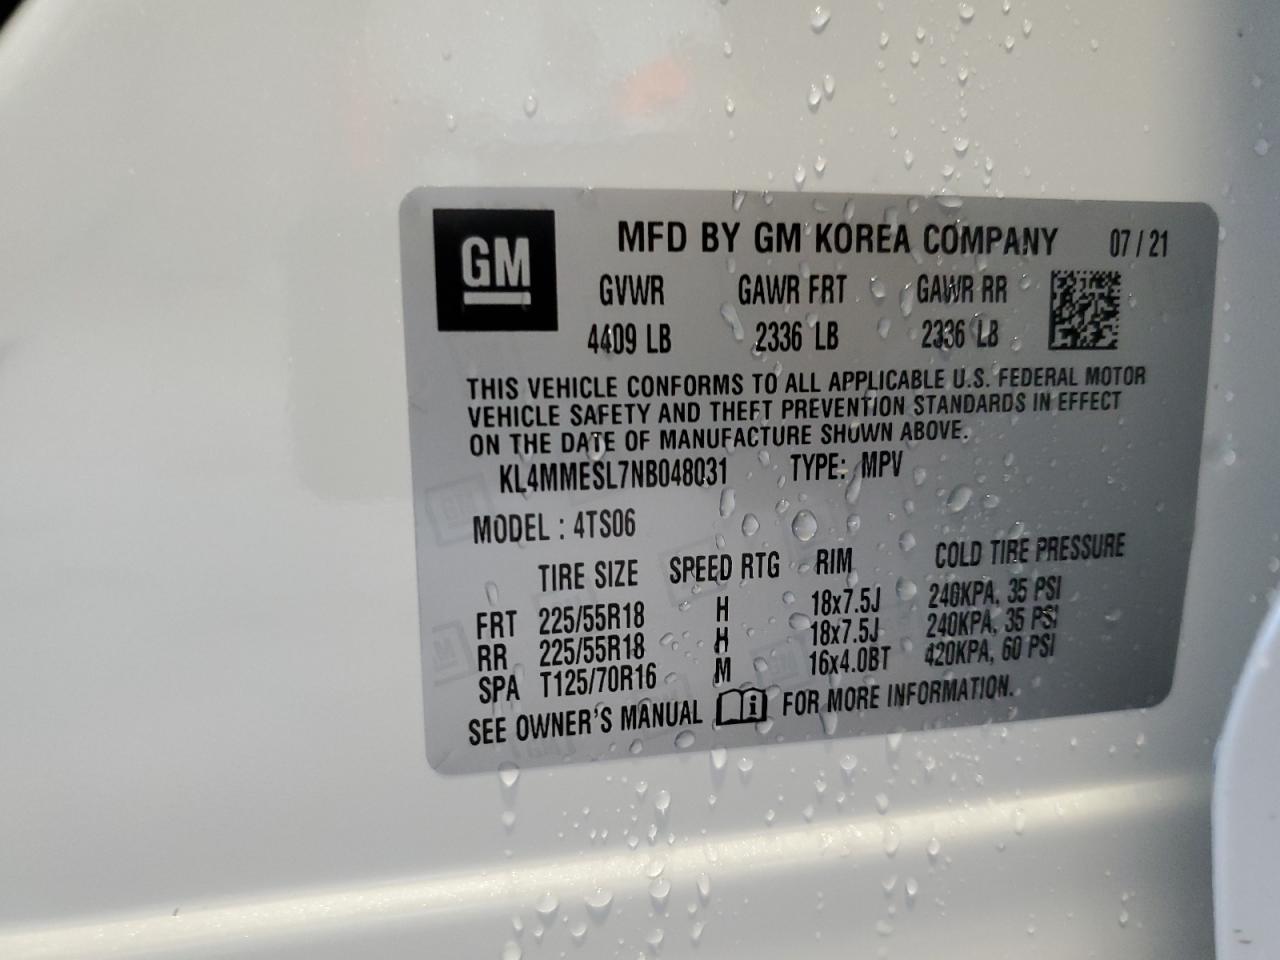 GM
MFD BY GM KOREA COMPANY 07/21
GVWR GAWR FRT GAWR RR
4409 LB 2336 LB 2336 LB
THIS VEHICLE CONFORMS TO ALL APPLICABLE U.S. FEDERAL MOTOR
VEHICLE SAFETY AND THEFT PREVENTION STANDARDS IN EFFECT
ON THE DATE OF MANUFACTURE SHOWN ABOVE.
KL4MMESL7NB048031 TYPE: MPV
MODEL : 4TS06
TIRE SIZE SPEED RTG RIM COLD TIRE PRESSURE
FRT 225/55R18 H 18x7.5J 240KPA, 35 PSI
RR 225/55R18 H 18x7.5J 240KPA, 35 PSI
SPA T125/70R16 M 16x4.0BT 420KPA, 60 PSI
SEE OWNER'S MANUAL i FOR MORE INFORMATION.